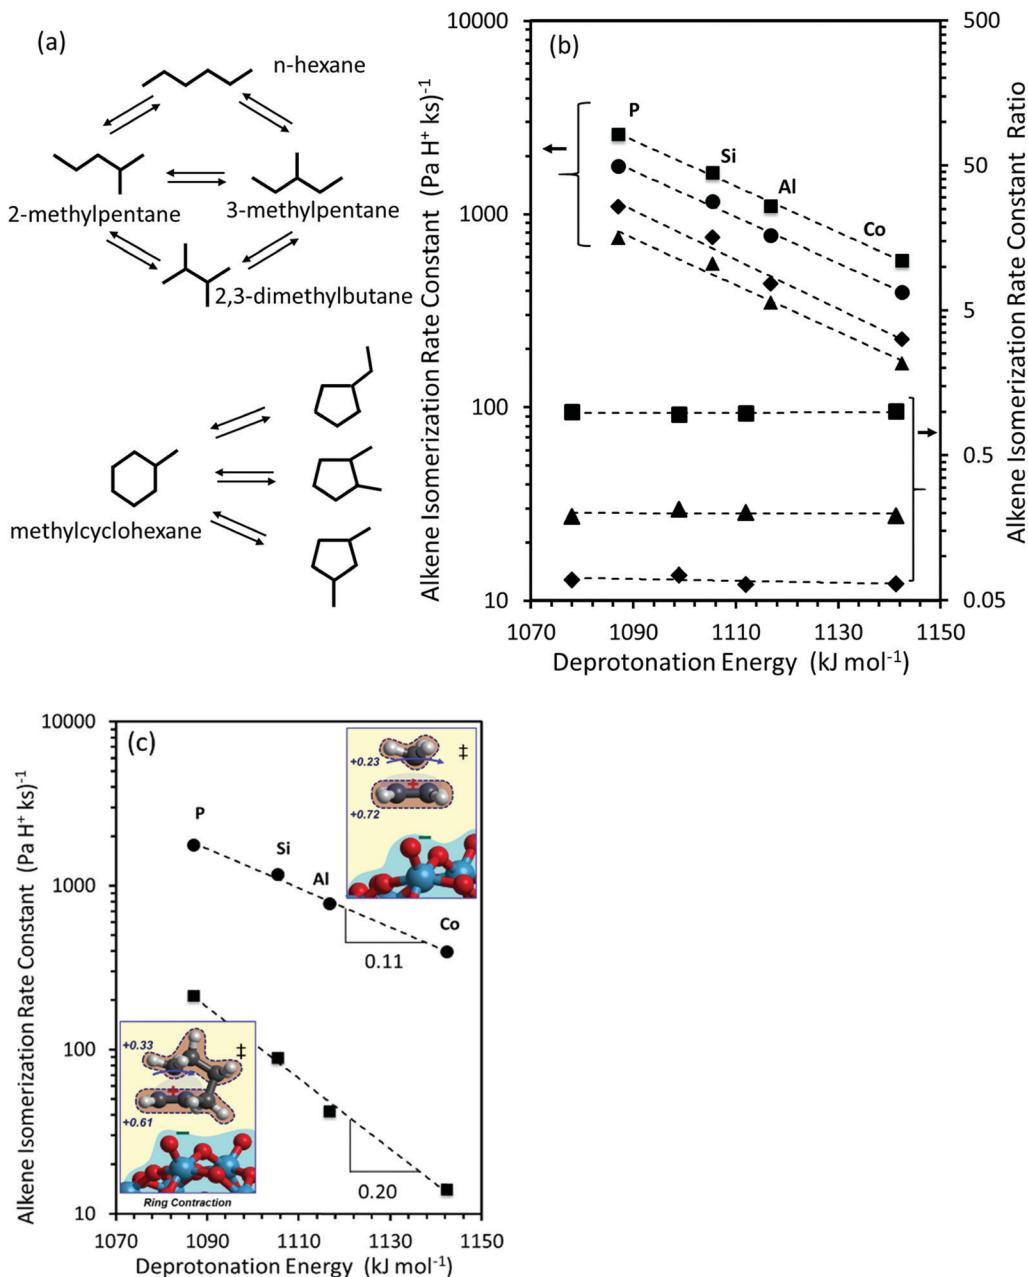 (a)
n-hexane
2-methylpentane
3-methylpentane
2,3-dimethylbutane
methylcyclohexane
(b)
Alkene Isomerization Rate Constant (Pa H⁺ ks)⁻¹
10000
1000
100
10
P
Si
Al
Co
500
50
5
0.5
0.05
Alkene Isomerization Rate Constant Ratio
1070 1090 1110 1130 1150
Deprotonation Energy (kJ mol⁻¹)
(c)
Alkene Isomerization Rate Constant (Pa H⁺ ks)⁻¹
10000
1000
100
10
P
Si
Al
Co
+0.23
‡
+
+0.72
−
0.11
+0.33
‡
+
+0.61
−
Ring Contraction
0.20
1070 1090 1110 1130 1150
Deprotonation Energy (kJ mol⁻¹)